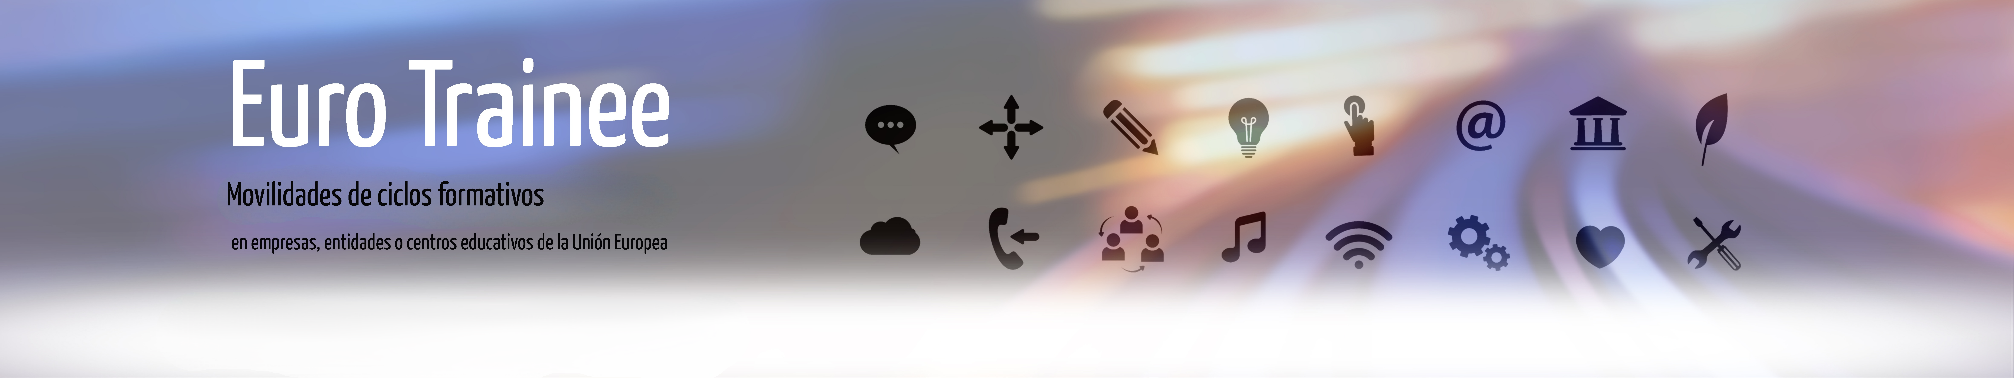 Euro Trainee
Movilidades de ciclos formativos
en empresas, entidades o centros educativos de la Unión Europea